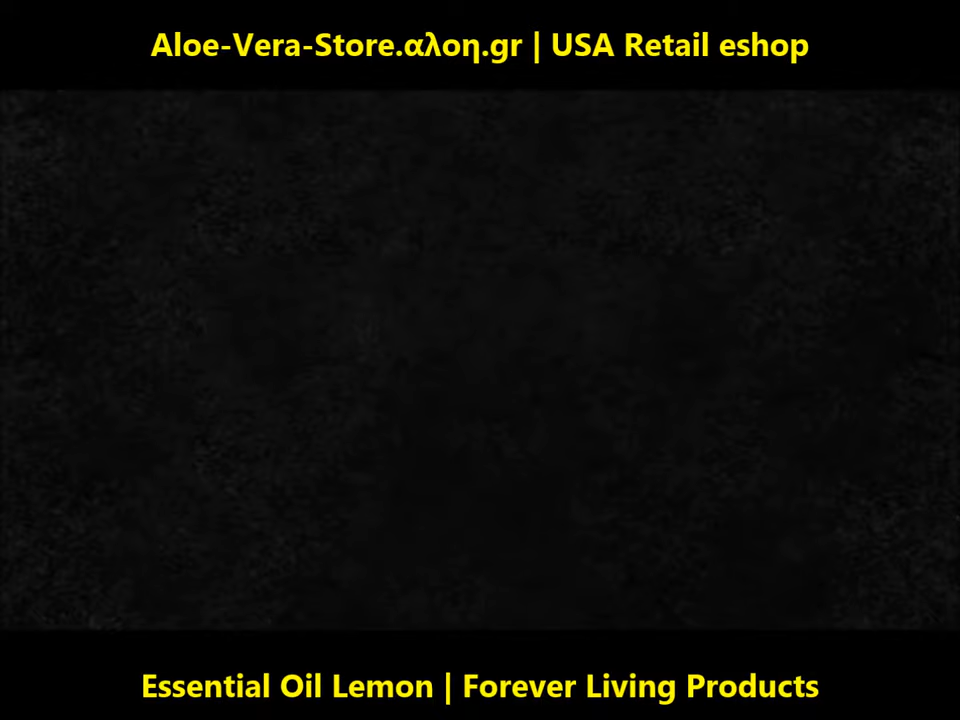 Aloe-Vera-Store.αλοη.gr | USA Retail eshop
Essential Oil Lemon | Forever Living Products